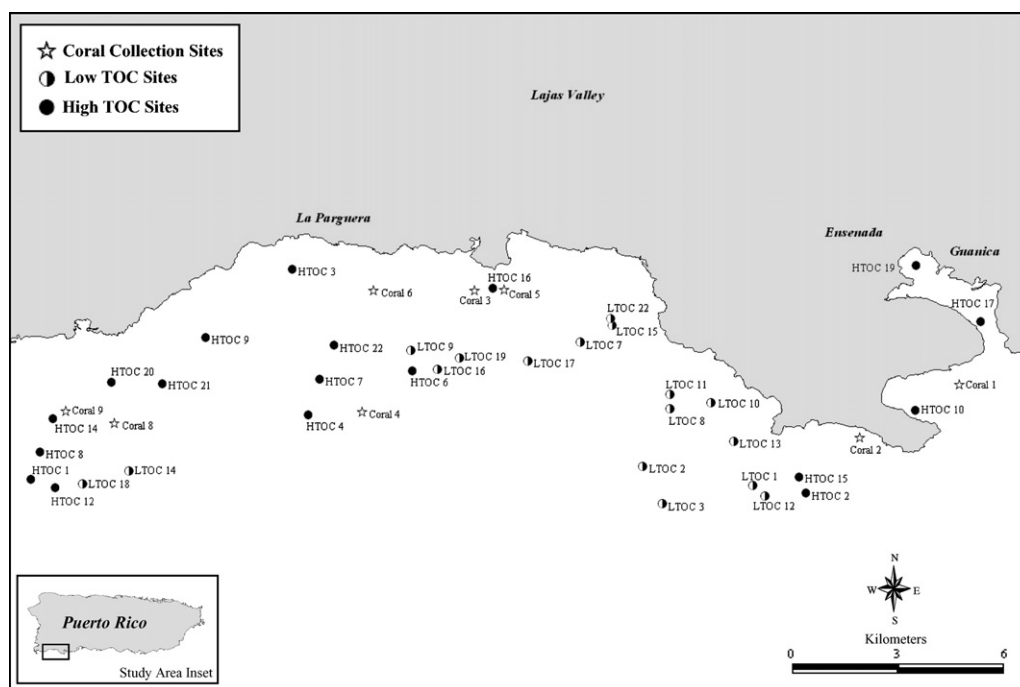 Coral Collection Sites
Low TOC Sites
High TOC Sites
Lajas Valley
La Parguera
Ensenada
Guanica
HTOC 19
HTOC 3
HTOC 16
Coral 6
Coral 3
Coral 5
HTOC 17
LTOC 22
LTOC 15
HTOC 9
HTOC 22
LTOC 9
LTOC 19
LTOC 17
LTOC 7
HTOC 20
HTOC 21
HTOC 7
HTOC 6
LTOC 16
Coral 1
LTOC 11
LTOC 10
LTOC 8
Coral 9
HTOC 14
Coral 8
HTOC 4
Coral 4
HTOC 10
LTOC 13
Coral 2
HTOC 8
HTOC 1
LTOC 14
LTOC 18
HTOC 12
LTOC 2
LTOC 1
HTOC 15
LTOC 3
LTOC 12
HTOC 2
N
W
E
S
Puerto Rico
Study Area Inset
Kilometers
0
3
6